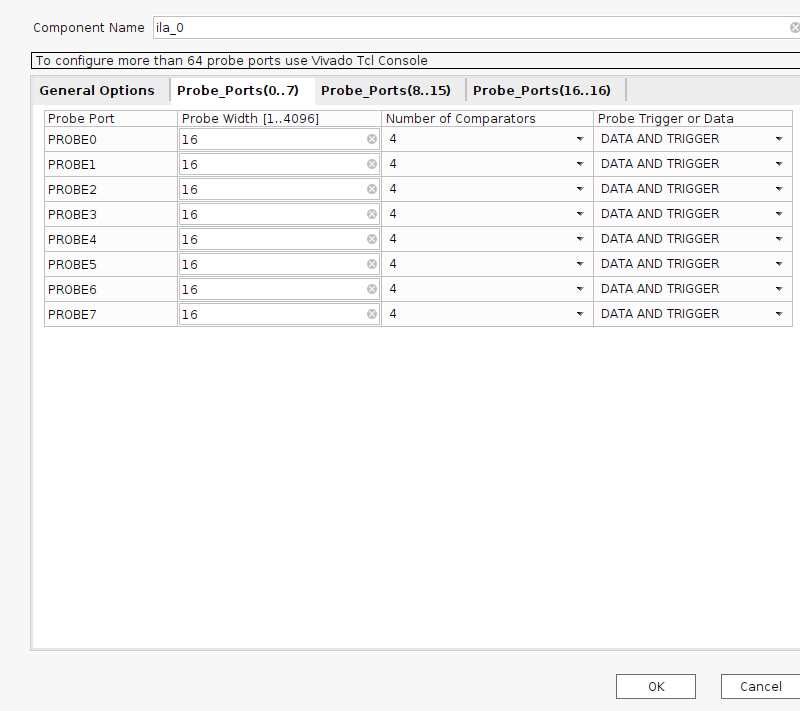 Component Name ila_0
To configure more than 64 probe ports use Vivado Tcl Console
General Options Probe_Ports(0..7) Probe_Ports(8..15) Probe_Ports(16..16)
Probe Port Probe Width [1..4096] Number of Comparators Probe Trigger or Data
PROBE0 16 4 DATA AND TRIGGER
PROBE1 16 4 DATA AND TRIGGER
PROBE2 16 4 DATA AND TRIGGER
PROBE3 16 4 DATA AND TRIGGER
PROBE4 16 4 DATA AND TRIGGER
PROBE5 16 4 DATA AND TRIGGER
PROBE6 16 4 DATA AND TRIGGER
PROBE7 16 4 DATA AND TRIGGER
OK Cancel